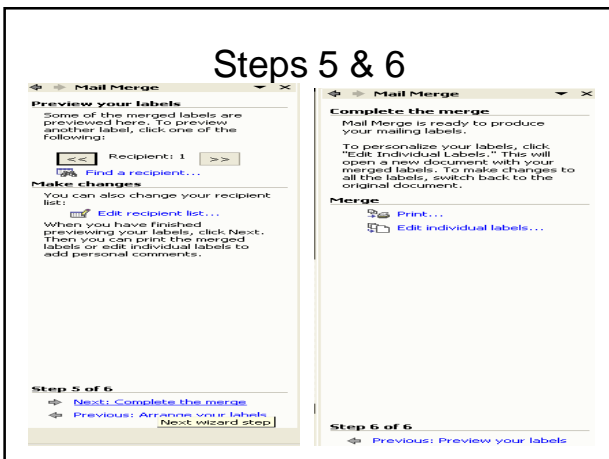 Steps 5 & 6
Mail Merge
Preview your labels
Some of the merged labels are
previewed here. To preview
another label, click one of the
following:
<< Recipient: 1 >>
Find a recipient...
Make changes
You can also change your recipient
list:
Edit recipient list...
When you have finished
previewing your labels, click Next.
Then you can print the merged
labels or edit individual labels to
add personal comments.
Step 5 of 6
Next: Complete the merge
Previous: Arrange your labels
Next wizard step
Mail Merge
Complete the merge
Mail Merge is ready to produce
your mailing labels.
To personalize your labels, click
"Edit Individual Labels." This will
open a new document with your
merged labels. To make changes to
all the labels, switch back to the
original document.
Merge
Print...
Edit individual labels...
Step 6 of 6
Previous: Preview your labels